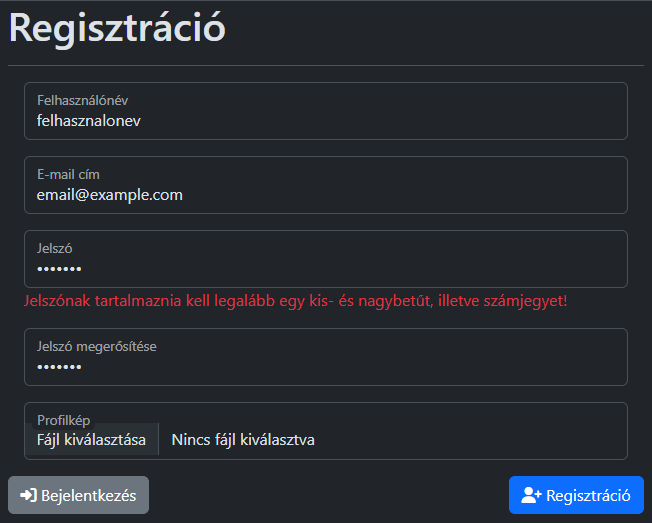 Regisztráció
Felhasználónév
felhasznalonev
E-mail cím
email@example.com
Jelszó
•••••••
Jelszónak tartalmaznia kell legalább egy kis- és nagybetűt, illetve számjegyet!
Jelszó megerősítése
•••••••
Profilkép
Fájl kiválasztása Nincs fájl kiválasztva
Bejelentkezés Regisztráció